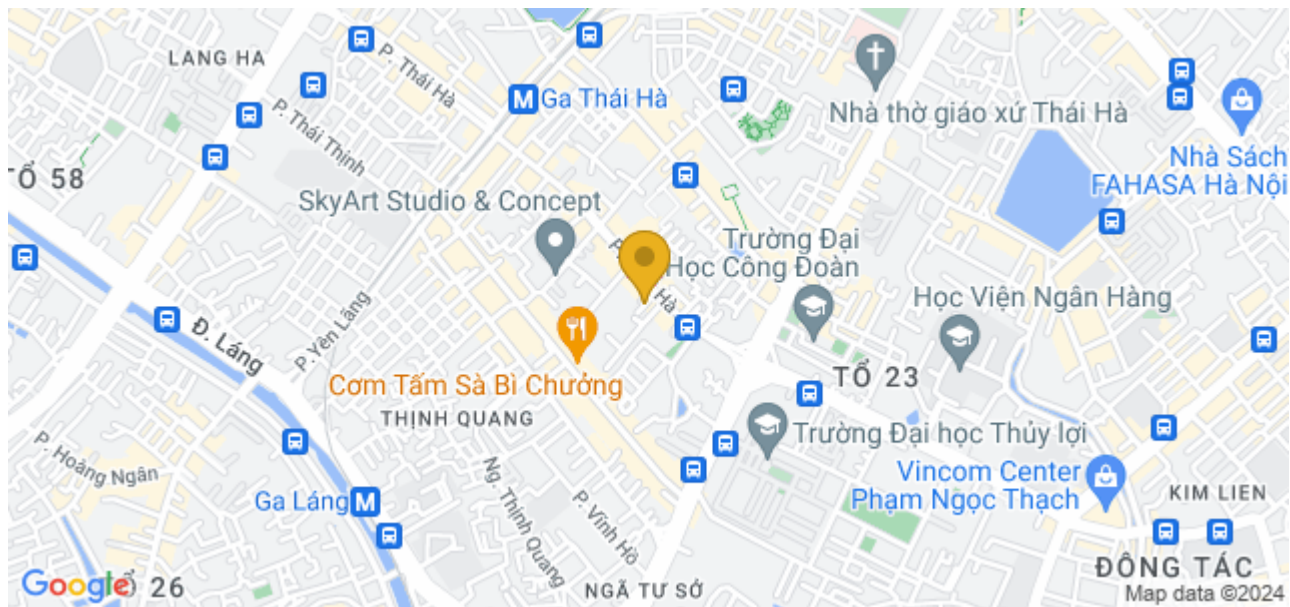 LANG HA
P. Thái Hà
Ga Thái Hà
M
P. Thái Thịnh
Nhà thờ giáo xứ Thái Hà
Nhà Sách
FAHASA Hà Nội
TỔ 58
SkyArt Studio & Concept
Trường Đại
Học Công Đoàn
Hà
Học Viện Ngân Hàng
P. Yên Lãng
Đ. Láng
Cơm Tấm Sà Bì Chưởng
TỔ 23
THỊNH QUANG
Trường Đại học Thủy lợi
P. Hoàng Ngân
Vincom Center
Phạm Ngọc Thạch
KIM LIEN
Ga Láng
M
Ng. Thịnh Quang
P. Vĩnh Hồ
ĐÔNG TÁC
Google
26
NGÃ TƯ SỞ
Map data ©2024